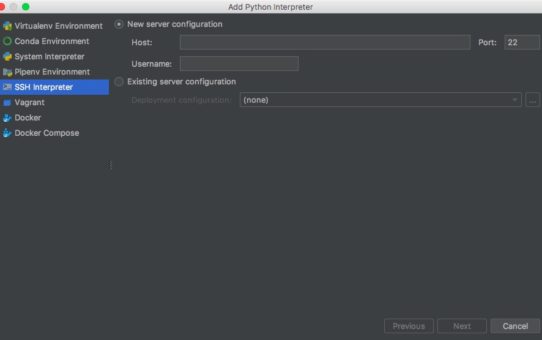 Add Python Interpreter
Virtualenv Environment
Conda Environment
System Interpreter
Pipenv Environment
SSH Interpreter
Vagrant
Docker
Docker Compose
New server configuration
Host: Port: 22
Username:
Existing server configuration
Deployment configuration: (none) ...
Previous Next Cancel